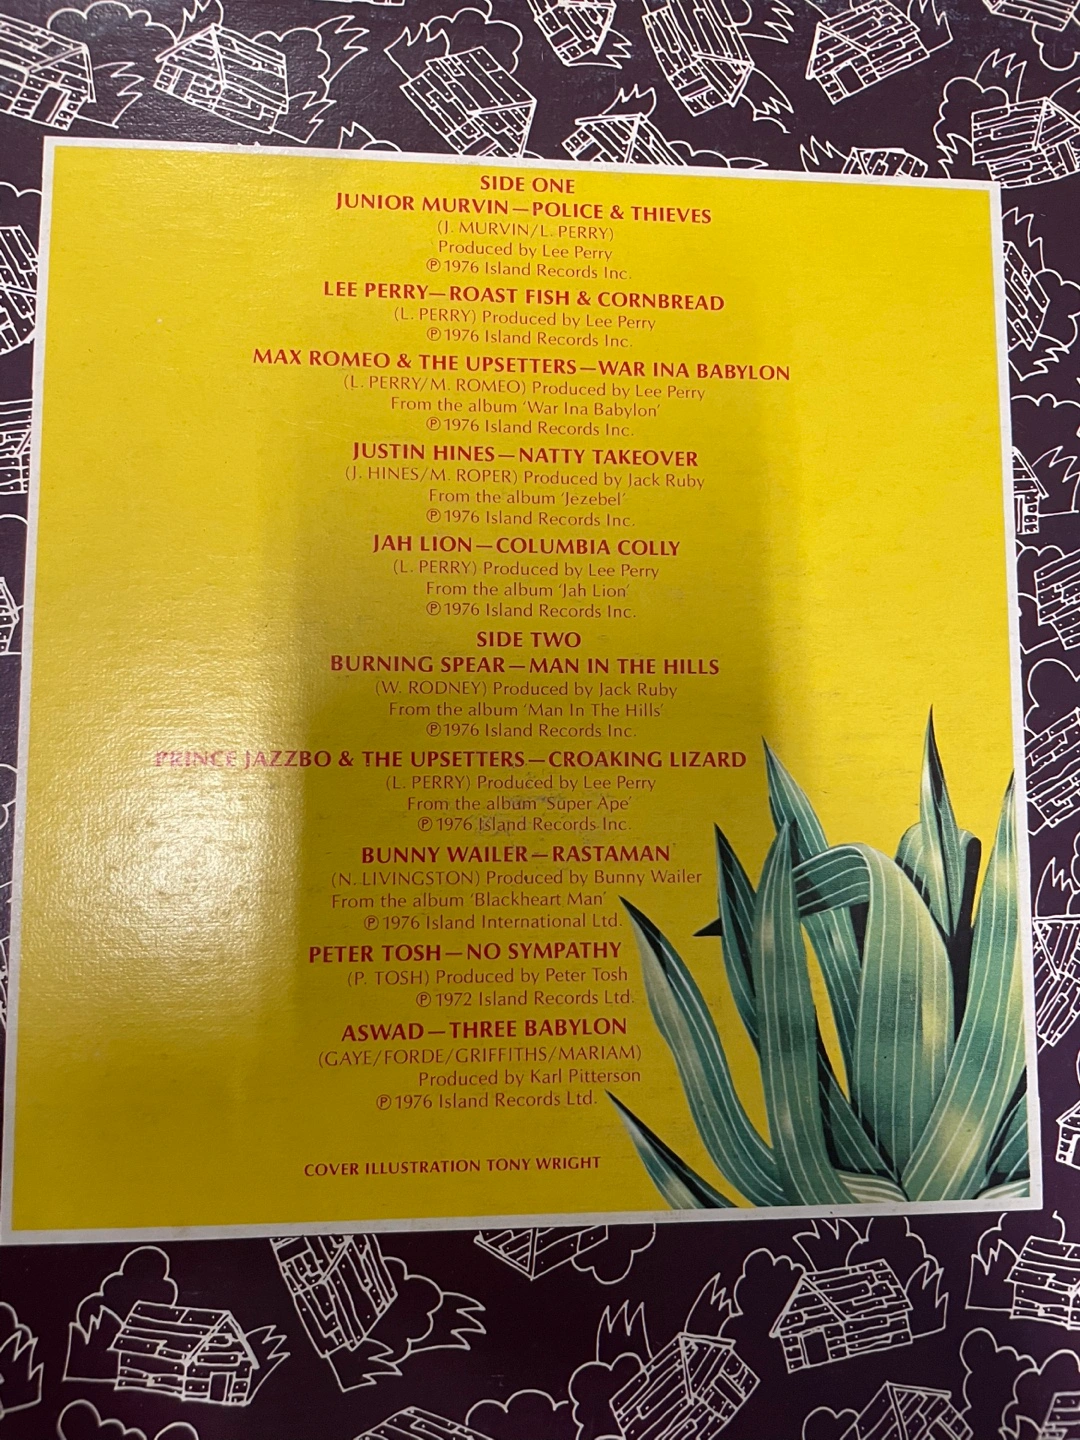 SIDE ONE
JUNIOR MURVIN—POLICE & THIEVES
(J. MURVIN/L. PERRY)
Produced by Lee Perry
℗ 1976 Island Records Inc.
LEE PERRY—ROAST FISH & CORNBREAD
(L. PERRY) Produced by Lee Perry
℗ 1976 Island Records Inc.
MAX ROMEO & THE UPSETTERS—WAR INA BABYLON
(L. PERRY/M. ROMEO) Produced by Lee Perry
From the album 'War Ina Babylon'
℗ 1976 Island Records Inc.
JUSTIN HINES—NATTY TAKEOVER
(J. HINES/M. ROPER) Produced by Jack Ruby
From the album 'Jezebel'
℗ 1976 Island Records Inc.
JAH LION—COLUMBIA COLLY
(L. PERRY) Produced by Lee Perry
From the album 'Jah Lion'
℗ 1976 Island Records Inc.
SIDE TWO
BURNING SPEAR—MAN IN THE HILLS
(W. RODNEY) Produced by Jack Ruby
From the album 'Man In The Hills'
℗ 1976 Island Records Inc.
PRINCE JAZZBO & THE UPSETTERS—CROAKING LIZARD
(L. PERRY) Produced by Lee Perry
From the album 'Super Ape'
℗ 1976 Island Records Inc.
BUNNY WAILER—RASTAMAN
(N. LIVINGSTON) Produced by Bunny Wailer
From the album 'Blackheart Man'
℗ 1976 Island International Ltd.
PETER TOSH—NO SYMPATHY
(P. TOSH) Produced by Peter Tosh
℗ 1972 Island Records Ltd.
ASWAD—THREE BABYLON
(GAYE/FORDE/GRIFFITHS/MARIAM)
Produced by Karl Pitterson
℗ 1976 Island Records Ltd.
COVER ILLUSTRATION TONY WRIGHT